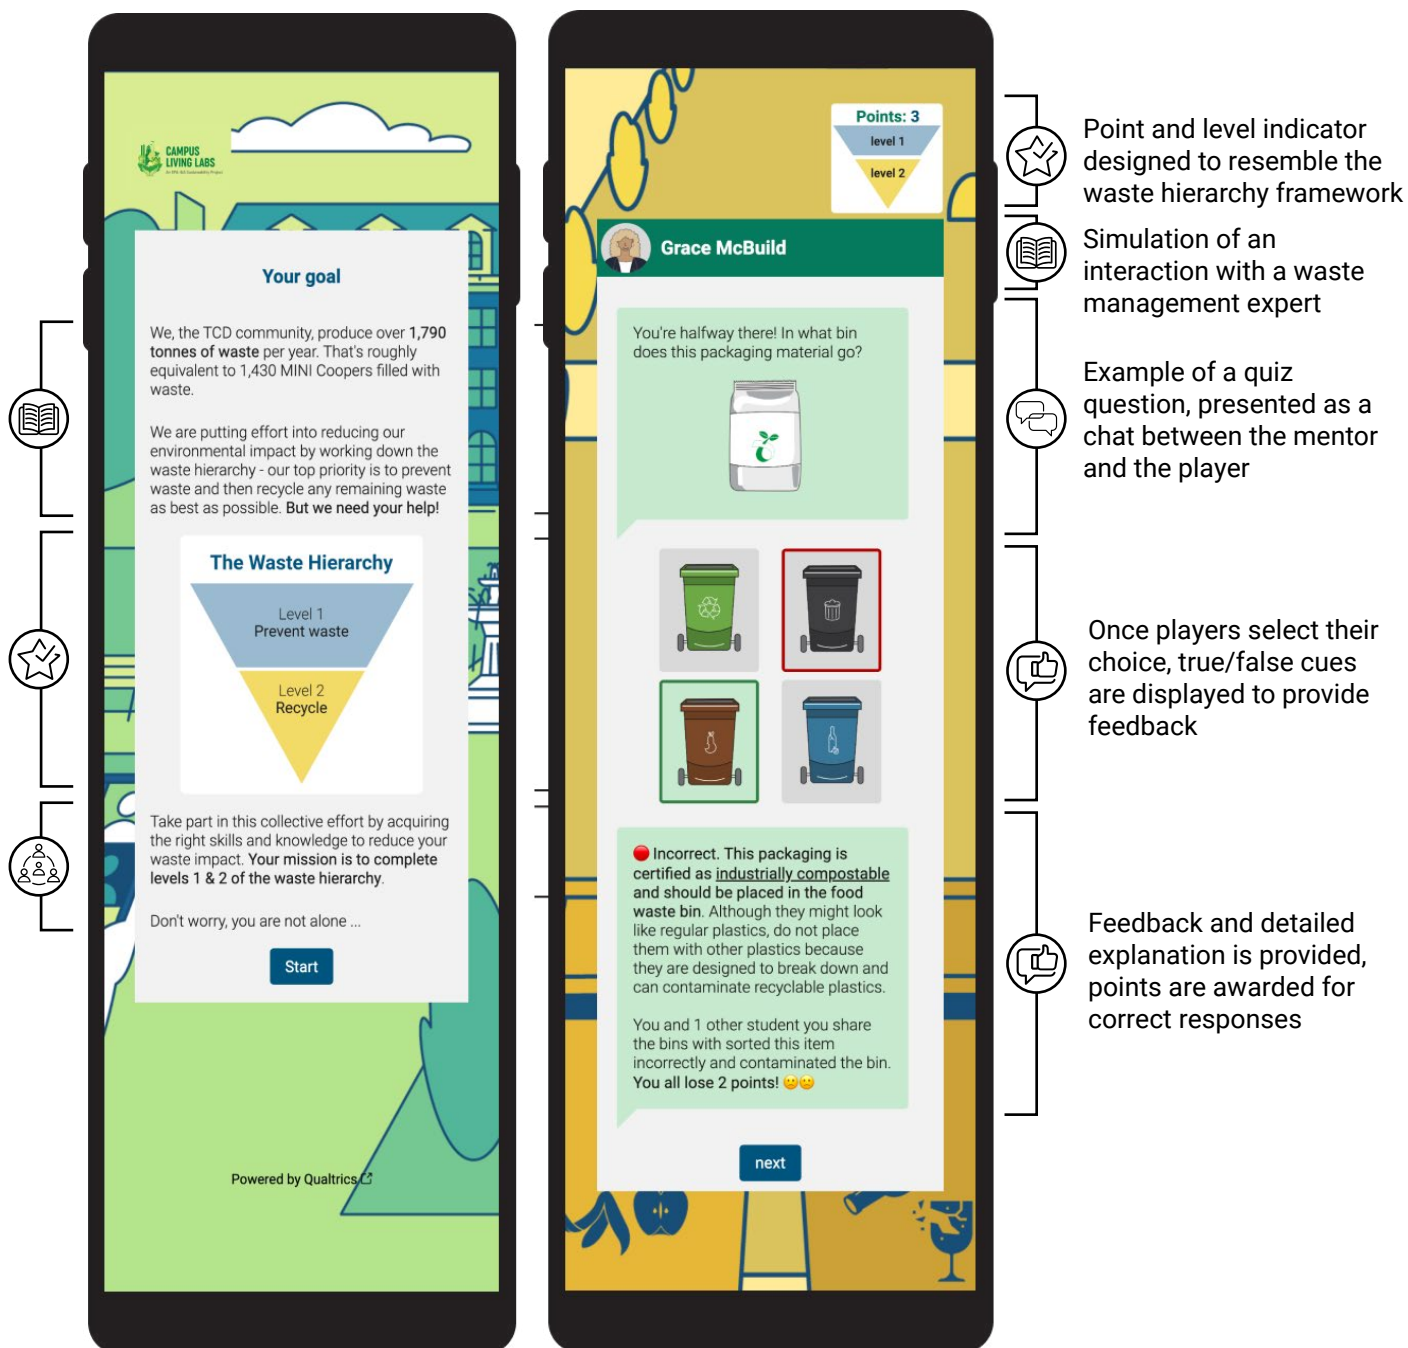 CAMPUS
LIVING LABS
Your goal
We, the TCD community, produce over 1,790
tonnes of waste per year. That's roughly
equivalent to 1,430 MINI Coopers filled with
waste.
We are putting effort into reducing our
environmental impact by working down the
waste hierarchy - our top priority is to prevent
waste and then recycle any remaining waste
as best as possible. But we need your help!
The Waste Hierarchy
Level 1
Prevent waste
Level 2
Recycle
Take part in this collective effort by acquiring
the right skills and knowledge to reduce your
waste impact. Your mission is to complete
levels 1 & 2 of the waste hierarchy.
Don't worry, you are not alone ...
Start
Powered by Qualtrics
Points: 3
level 1
level 2
Grace McBuild
You're halfway there! In what bin
does this packaging material go?
🔴 Incorrect. This packaging is
certified as industrially compostable
and should be placed in the food
waste bin. Although they might look
like regular plastics, do not place
them with other plastics because
they are designed to break down and
can contaminate recyclable plastics.
You and 1 other student you share
the bins with sorted this item
incorrectly and contaminated the bin.
You all lose 2 points! 🙁🙁
next
Point and level indicator
designed to resemble the
waste hierarchy framework
Simulation of an
interaction with a waste
management expert
Example of a quiz
question, presented as a
chat between the mentor
and the player
Once players select their
choice, true/false cues
are displayed to provide
feedback
Feedback and detailed
explanation is provided,
points are awarded for
correct responses